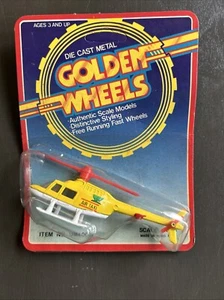 AGES 3 AND UP
DIE CAST METAL
GOLDEN
WHEELS
•Authentic Scale Models
•Distinctive Styling
•Free Running Fast Wheels
ITEM
SCA